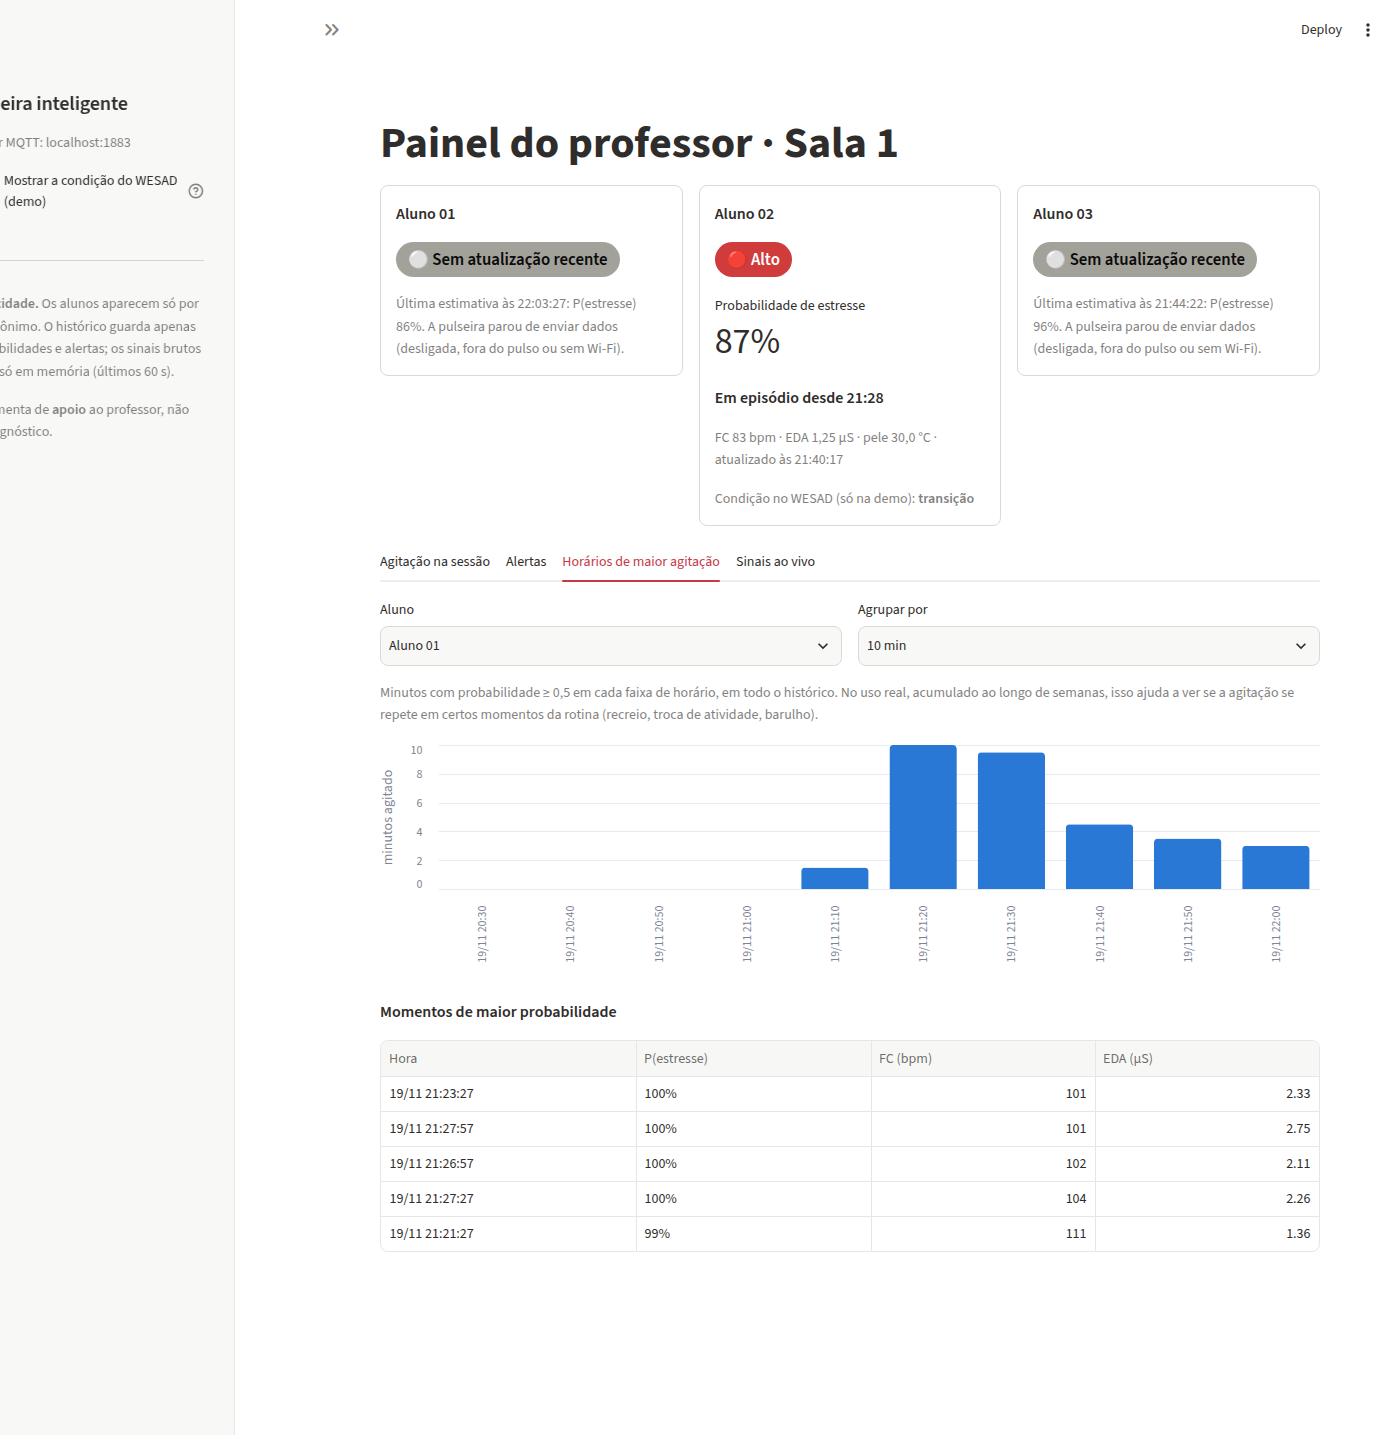 Deploy
eira inteligente
r MQTT: localhost:1883
Mostrar a condição do WESAD
(demo)
cidade. Os alunos aparecem só por
ônimo. O histórico guarda apenas
bilidades e alertas; os sinais brutos
só em memória (últimos 60 s).
menta de apoio ao professor, não
gnóstico.
Painel do professor · Sala 1
Aluno 01
Sem atualização recente
Última estimativa às 22:03:27: P(estresse)
86%. A pulseira parou de enviar dados
(desligada, fora do pulso ou sem Wi-Fi).
Aluno 02
Alto
Probabilidade de estresse
87%
Em episódio desde 21:28
FC 83 bpm · EDA 1,25 µS · pele 30,0 °C ·
atualizado às 21:40:17
Condição no WESAD (só na demo): transição
Aluno 03
Sem atualização recente
Última estimativa às 21:44:22: P(estresse)
96%. A pulseira parou de enviar dados
(desligada, fora do pulso ou sem Wi-Fi).
Agitação na sessão Alertas Horários de maior agitação Sinais ao vivo
Aluno
Aluno 01
Agrupar por
10 min
Minutos com probabilidade ≥ 0,5 em cada faixa de horário, em todo o histórico. No uso real, acumulado ao longo de semanas, isso ajuda a ver se a agitação se
repete em certos momentos da rotina (recreio, troca de atividade, barulho).
minutos agitado
10
8
6
4
2
0
19/11 20:30
19/11 20:40
19/11 20:50
19/11 21:00
19/11 21:10
19/11 21:20
19/11 21:30
19/11 21:40
19/11 21:50
19/11 22:00
Momentos de maior probabilidade
Hora P(estresse) FC (bpm) EDA (µS)
19/11 21:23:27 100% 101 2.33
19/11 21:27:57 100% 101 2.75
19/11 21:26:57 100% 102 2.11
19/11 21:27:27 100% 104 2.26
19/11 21:21:27 99% 111 1.36